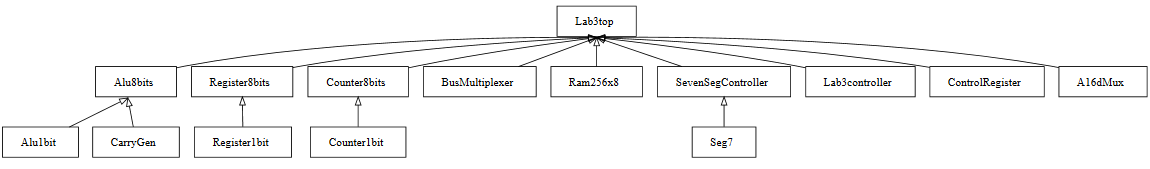 Lab3top
Alu8bits
Register8bits
Counter8bits
BusMultiplexer
Ram256x8
SevenSegController
Lab3controller
ControlRegister
A16dMux
Alu1bit
CarryGen
Register1bit
Counter1bit
Seg7